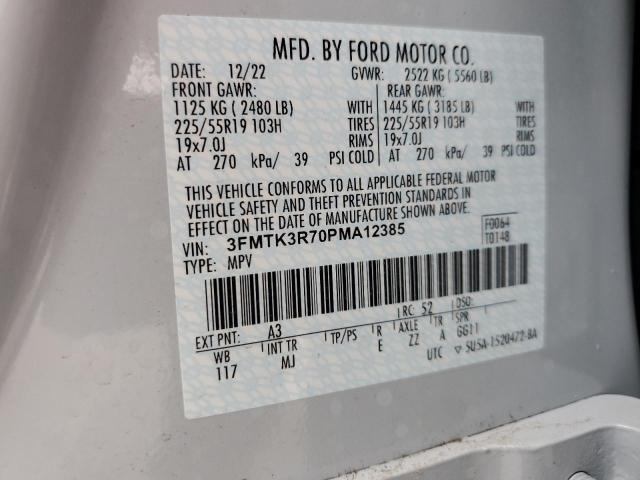 MFD. BY FORD MOTOR CO.
DATE: 12/22 GVWR: 2522 KG ( 5560 LB)
FRONT GAWR: REAR GAWR:
1125 KG ( 2480 LB) WITH 1445 KG ( 3185 LB) WITH
225/55R19 103H TIRES 225/55R19 103H TIRES
19x7.0J RIMS 19x7.0J RIMS
AT 270 kPa/ 39 PSI COLD AT 270 kPa/ 39 PSI COLD
THIS VEHICLE CONFORMS TO ALL APPLICABLE FEDERAL MOTOR
VEHICLE SAFETY AND THEFT PREVENTION STANDARDS IN
EFFECT ON THE DATE OF MANUFACTURE SHOWN ABOVE.
VIN: 3FMTK3R70PMA12385 F0064
TYPE: MPV T0148
EXT PNT: A3 RC: 52 DSO:
WB INT TR TP/PS R AXLE TR SPR
117 MJ E ZZ A GG11
UTC ▽ SU5A-1520472-BA